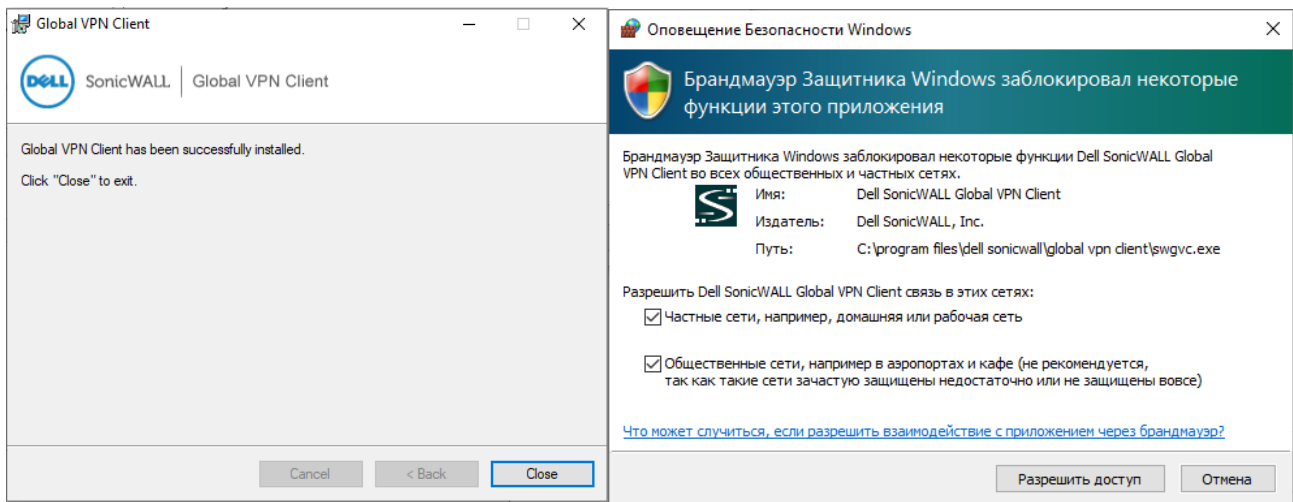 Global VPN Client
DELL
SonicWALL | Global VPN Client
Global VPN Client has been successfully installed.
Click "Close" to exit.
Cancel
< Back
Close
Оповещение Безопасности Windows
Брандмауэр Защитника Windows заблокировал некоторые
функции этого приложения
Брандмауэр Защитника Windows заблокировал некоторые функции Dell SonicWALL Global
VPN Client во всех общественных и частных сетях.
Имя: Dell SonicWALL Global VPN Client
Издатель: Dell SonicWALL, Inc.
Путь: C:\program files\dell sonicwall\global vpn client\swgvc.exe
Разрешить Dell SonicWALL Global VPN Client связь в этих сетях:
Частные сети, например, домашняя или рабочая сеть
Общественные сети, например в аэропортах и кафе (не рекомендуется,
так как такие сети зачастую защищены недостаточно или не защищены вовсе)
Что может случиться, если разрешить взаимодействие с приложением через брандмауэр?
Разрешить доступ
Отмена